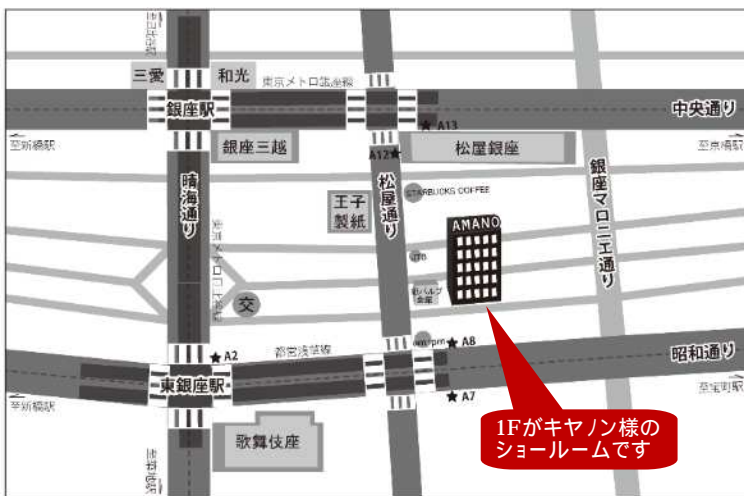 三愛
和光
東京メトロ銀座線
銀座駅
中央通り
至新橋駅
至京橋駅
A13
銀座三越
A12
松屋銀座
晴海通り
松屋通り
銀座マロニエ通り
STARBUCKS COFFEE
王子
製紙
AMANO
交
am/pm
A8
A2
都営浅草線
昭和通り
東銀座駅
至新橋駅
至宝町駅
A7
歌舞伎座
1Fがキヤノン様の
ショールームです